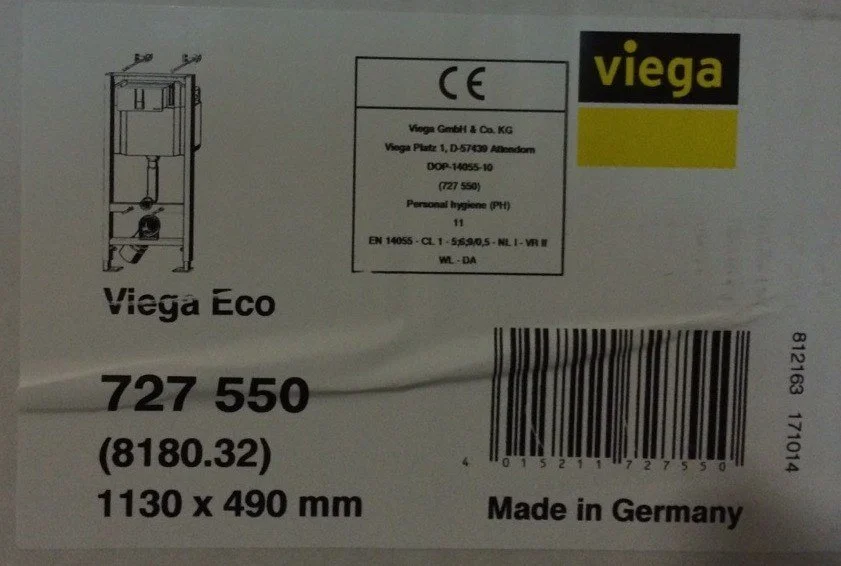 viega
CE
Viega GmbH & Co. KG
Viega Platz 1, D-57439 Attendorn
DOP-14055-10
(727 550)
Personal hygiene (PH)
11
EN 14055 - CL 1 - 5;6;9/0,5 - NL I - VR II
WL - DA
Viega Eco
727 550
(8180.32)
1130 x 490 mm
4 015211 727550
Made in Germany
812163 171014